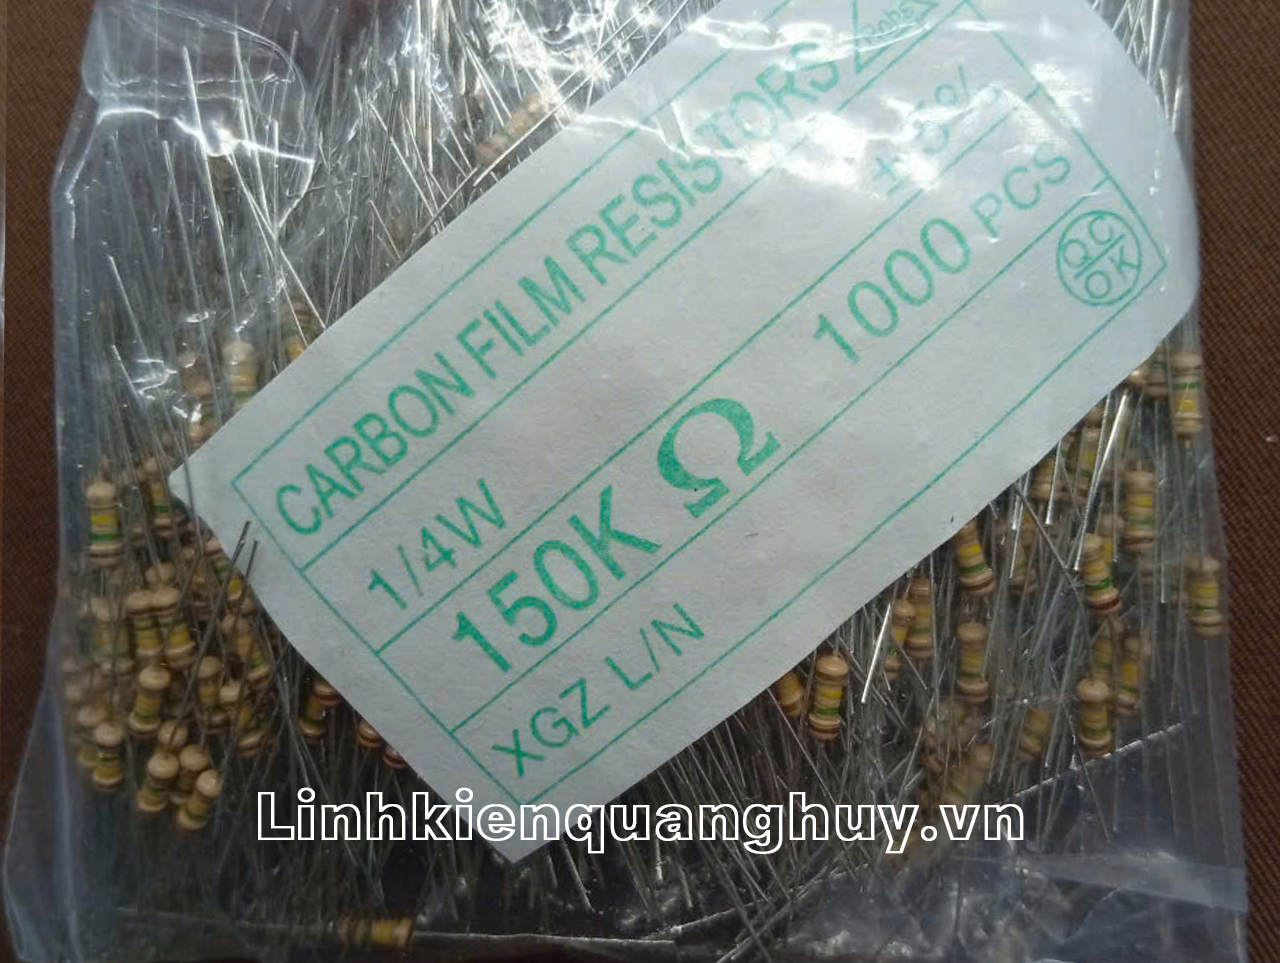 CARBON FILM RESISTORS
1/4W ± 5%
150K Ω 1000 PCS
XGZ L/N
QC
OK
Linhkienquanghuy.vn